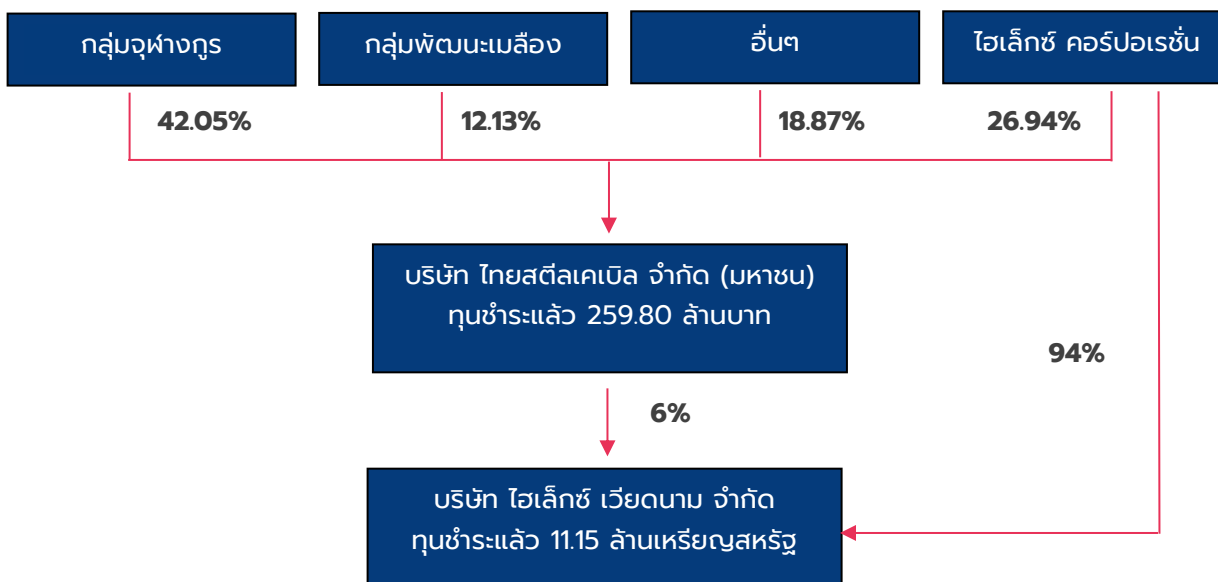 กลุ่มจุฬางกูร
กลุ่มพัฒนะเมลือง
อื่นๆ
ไฮเล็กซ์ คอร์ปอเรชั่น
42.05%
12.13%
18.87%
26.94%
บริษัท ไทยสตีลเคเบิล จำกัด (มหาชน)
ทุนชำระแล้ว 259.80 ล้านบาท
94%
6%
บริษัท ไฮเล็กซ์ เวียดนาม จำกัด
ทุนชำระแล้ว 11.15 ล้านเหรียญสหรัฐ